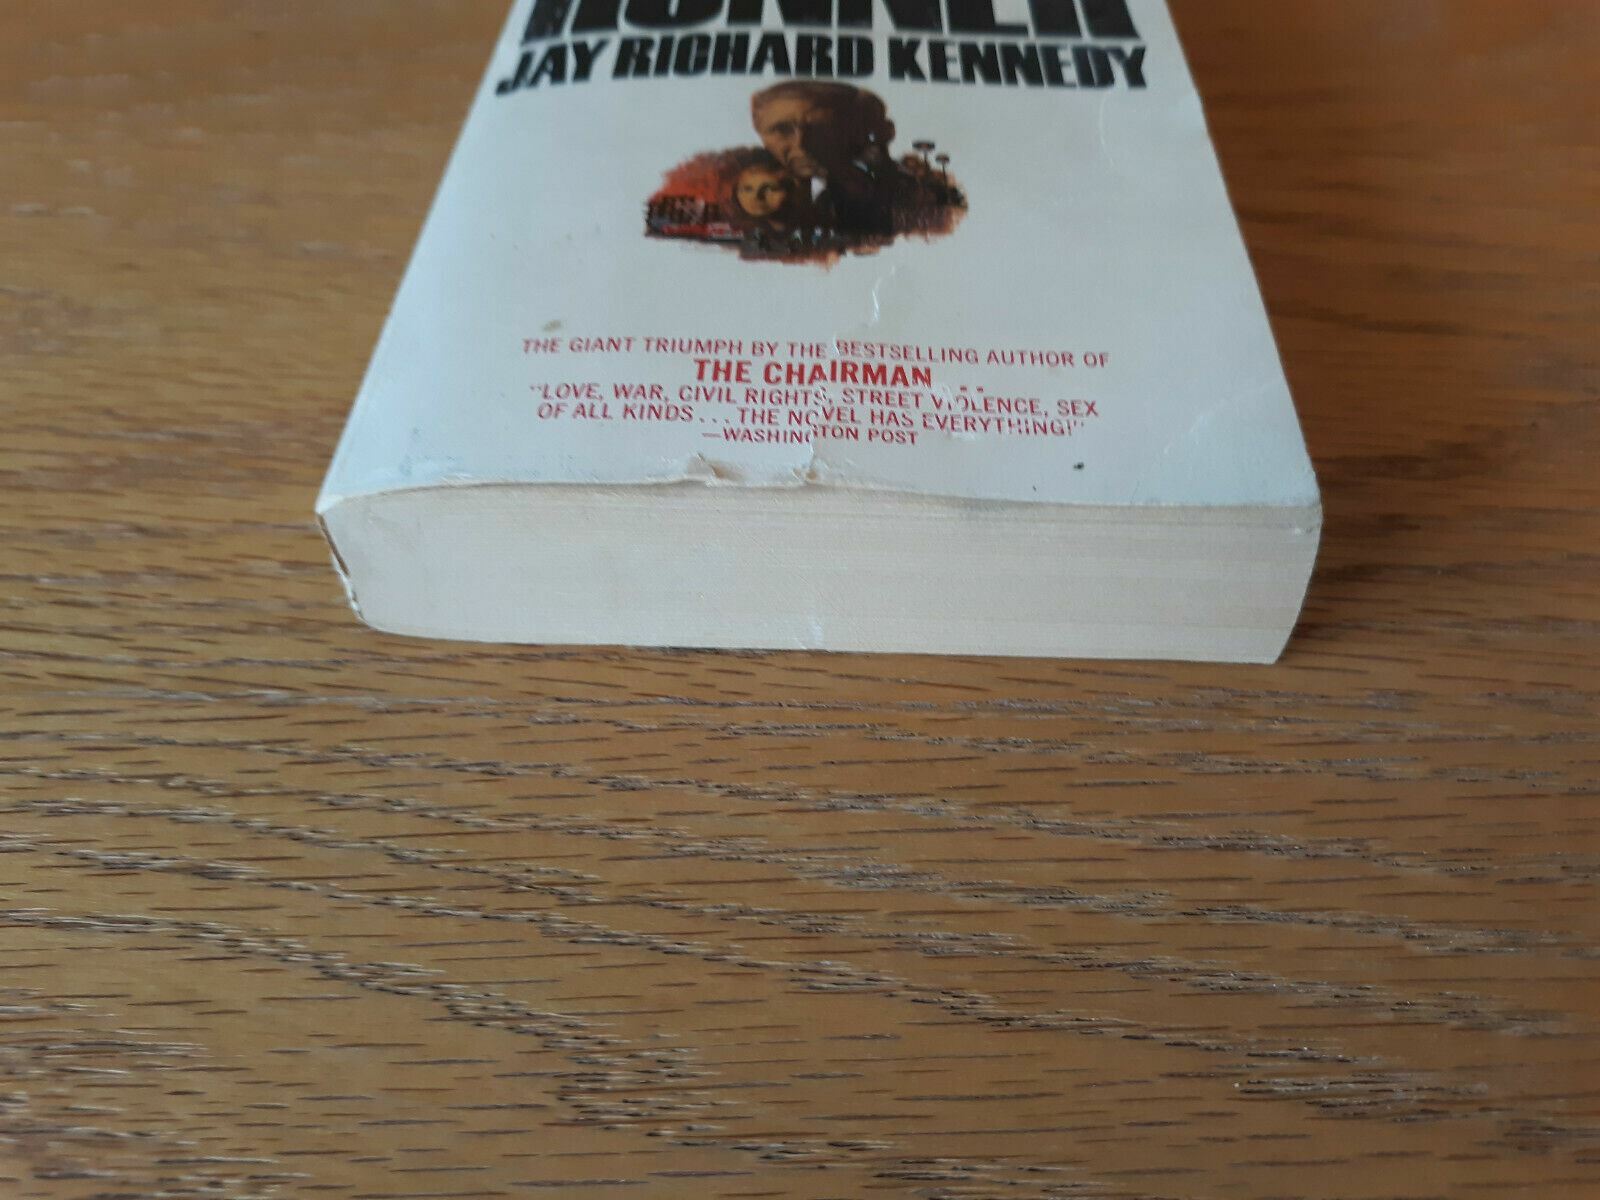 RUNNER
JAY RICHARD KENNEDY
THE GIANT TRIUMPH BY THE BESTSELLING AUTHOR OF
THE CHAIRMAN...
"LOVE, WAR, CIVIL RIGHTS, STREET VIOLENCE, SEX
OF ALL KINDS...THE NOVEL HAS EVERYTHING!"
—WASHINGTON POST